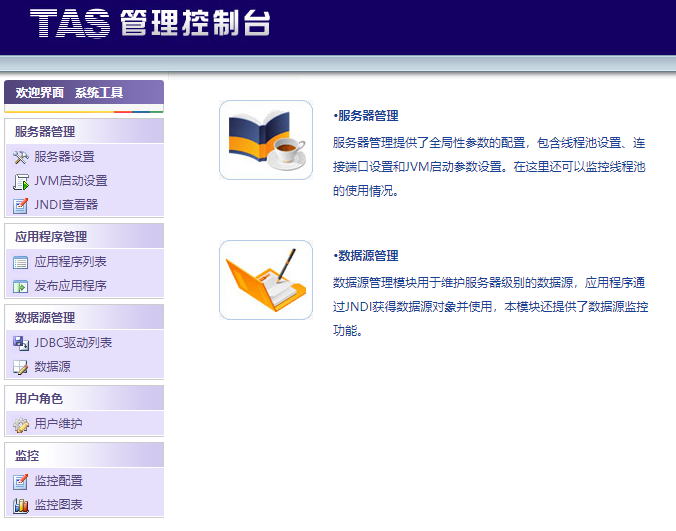 TAS 管理控制台
欢迎界面 系统工具
服务器管理
服务器设置
JVM启动设置
JNDI查看器
应用程序管理
应用程序列表
发布应用程序
数据源管理
JDBC驱动列表
数据源
用户角色
用户维护
监控
监控配置
监控图表
•服务器管理
服务器管理提供了全局性参数的配置，包含线程池设置、连
接端口设置和JVM启动参数设置。在这里还可以监控线程池
的使用情况。
•数据源管理
数据源管理模块用于维护服务器级别的数据源，应用程序通
过JNDI获得数据源对象并使用，本模块还提供了数据源监控
功能。